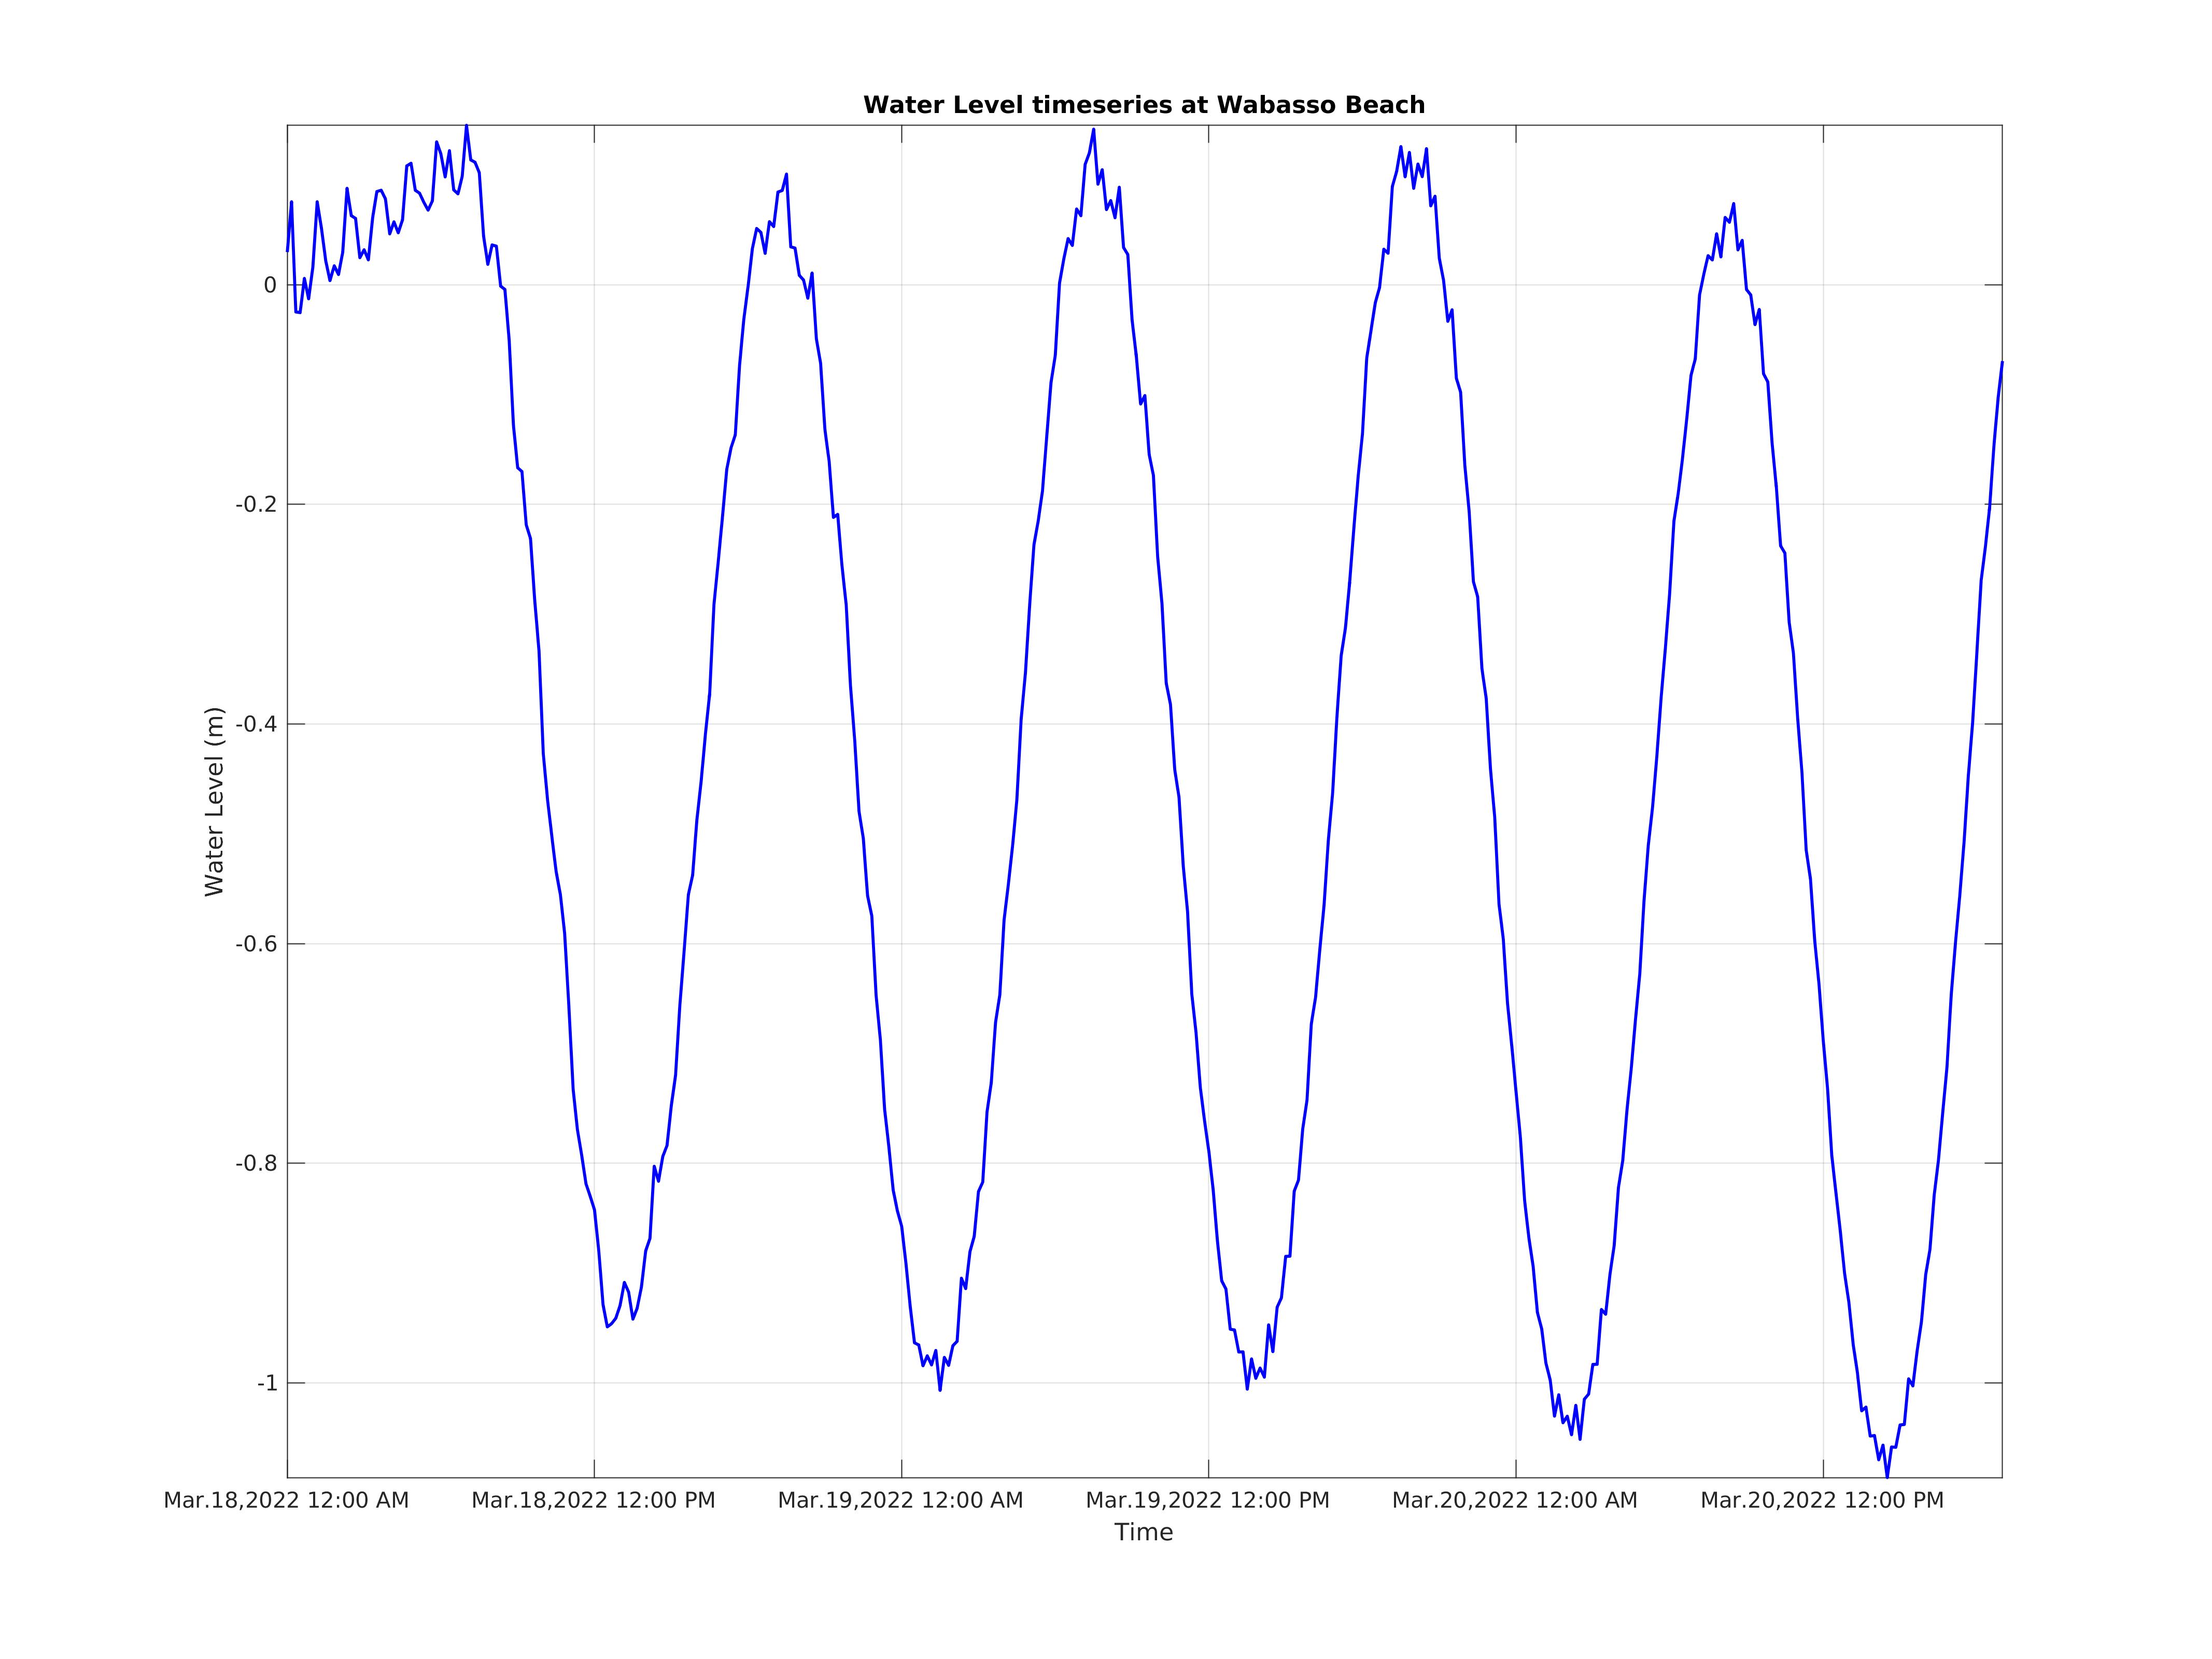 Water Level timeseries at Wabasso Beach
0
-0.2
-0.4
-0.6
-0.8
-1
Water Level (m)
Mar.18,2022 12:00 AM
Mar.18,2022 12:00 PM
Mar.19,2022 12:00 AM
Mar.19,2022 12:00 PM
Mar.20,2022 12:00 AM
Mar.20,2022 12:00 PM
Time